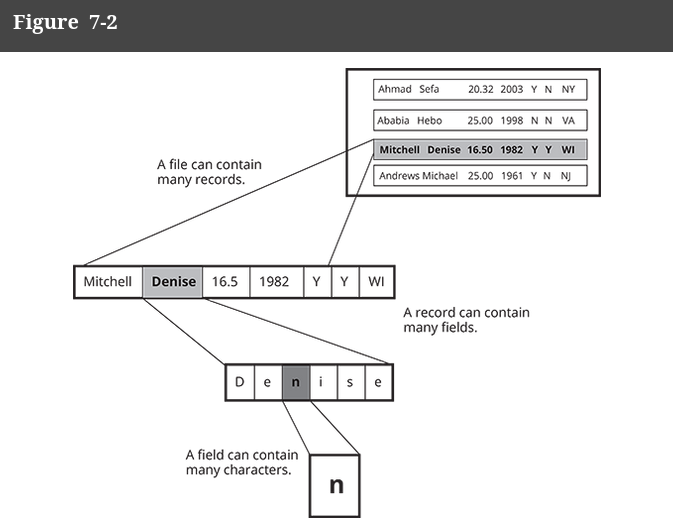 Figure 7-2
Ahmad Sefa 20.32 2003 Y N NY
Ababia Hebo 25.00 1998 N N VA
Mitchell Denise 16.50 1982 Y Y WI
Andrews Michael 25.00 1961 Y N NJ
A file can contain
many records.
Mitchell Denise 16.5 1982 Y Y WI
A record can contain
many fields.
D e n i s e
A field can contain
many characters.
n